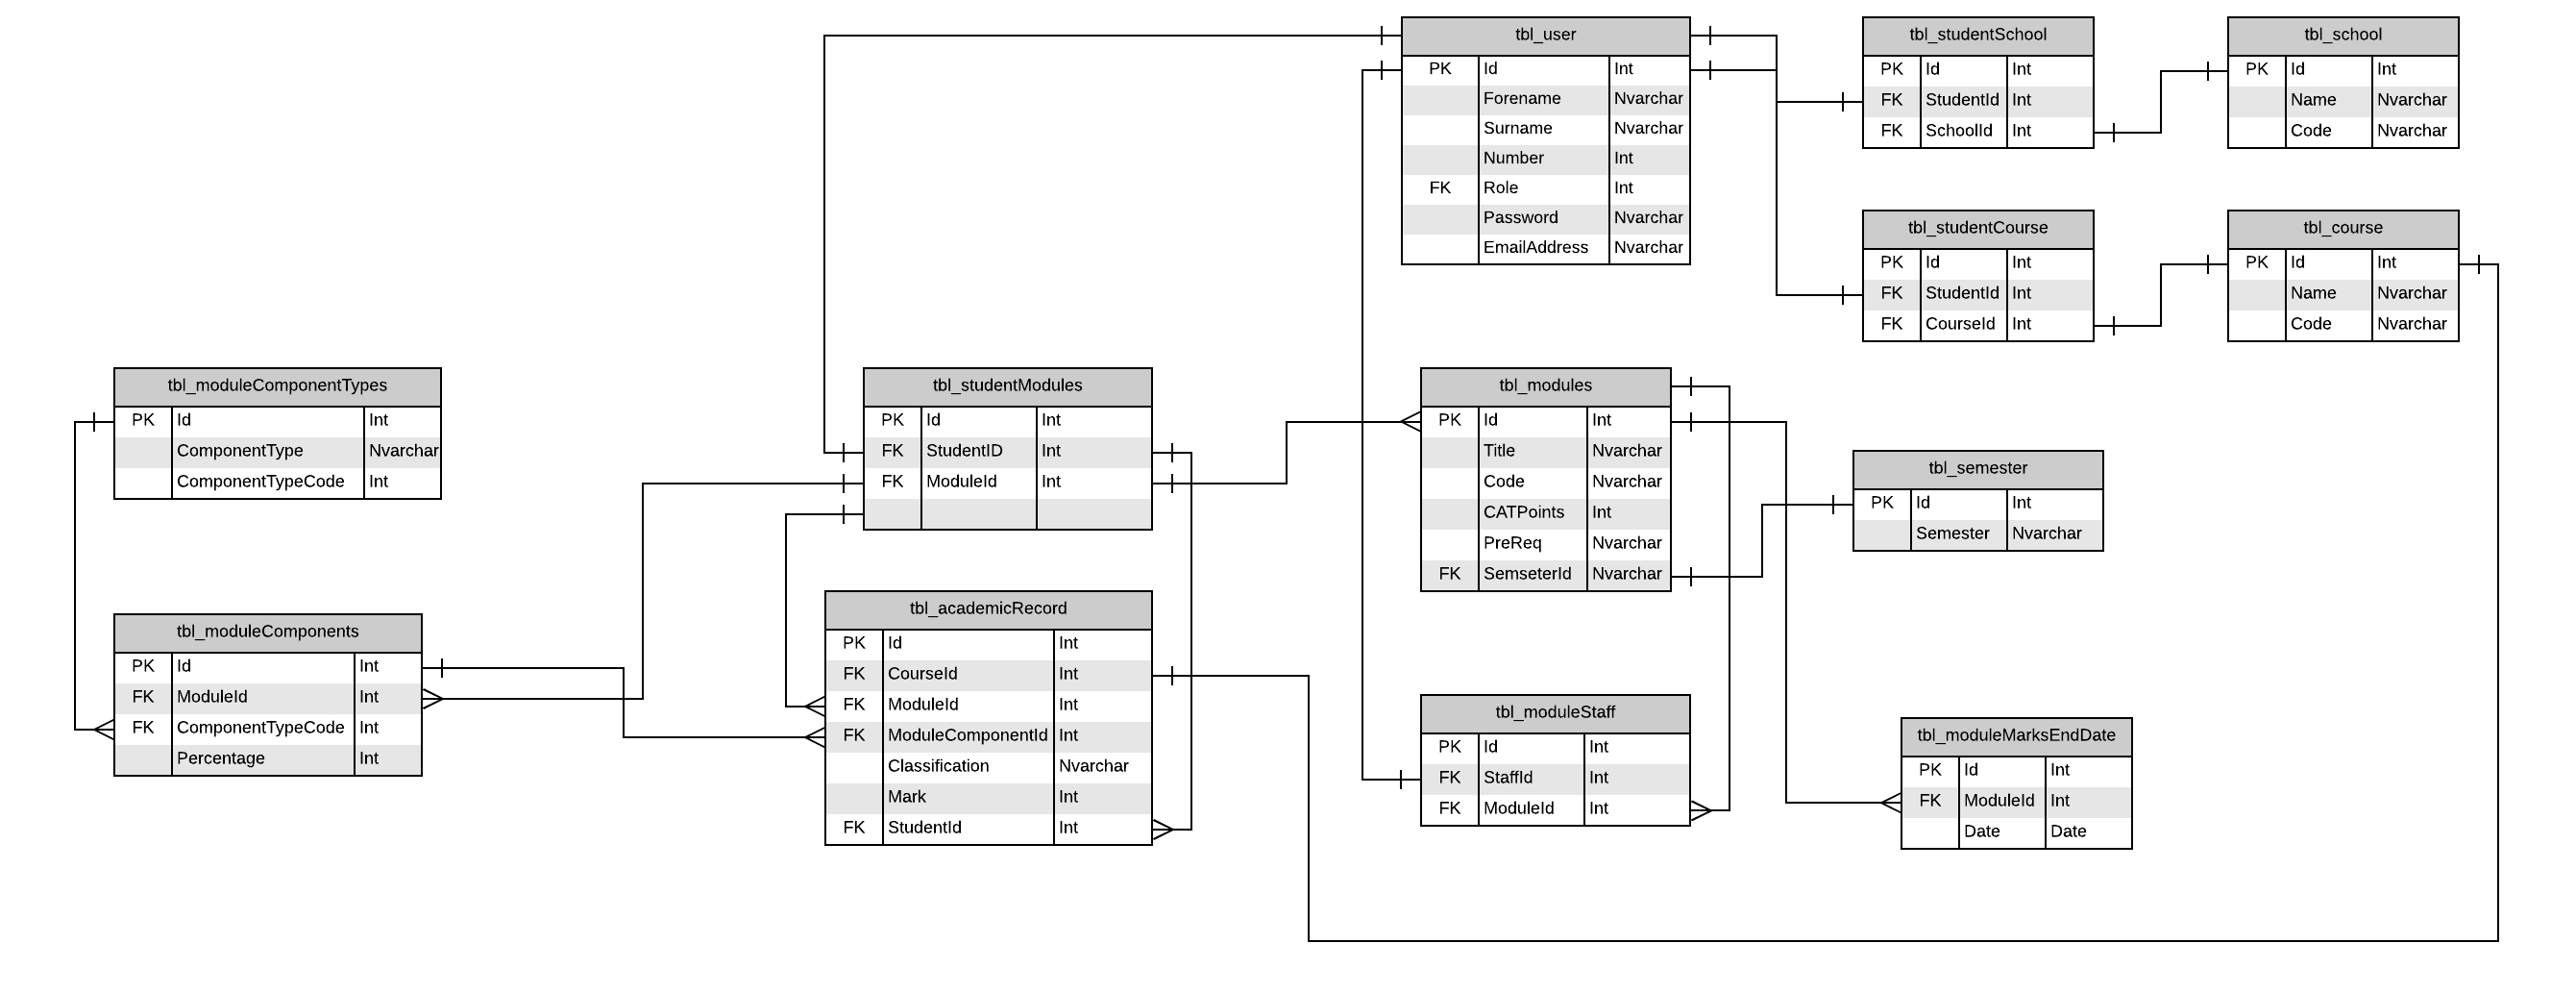 tbl_user
PK Id Int
Forename Nvarchar
Surname Nvarchar
Number Int
FK Role Int
Password Nvarchar
EmailAddress Nvarchar
tbl_studentSchool
PK Id Int
FK StudentId Int
FK SchoolId Int
tbl_school
PK Id Int
Name Nvarchar
Code Nvarchar
tbl_studentCourse
PK Id Int
FK StudentId Int
FK CourseId Int
tbl_course
PK Id Int
Name Nvarchar
Code Nvarchar
tbl_moduleComponentTypes
PK Id Int
ComponentType Nvarchar
ComponentTypeCode Int
tbl_studentModules
PK Id Int
FK StudentID Int
FK ModuleId Int
tbl_modules
PK Id Int
Title Nvarchar
Code Nvarchar
CATPoints Int
PreReq Nvarchar
FK SemseterId Nvarchar
tbl_semester
PK Id Int
Semester Nvarchar
tbl_moduleComponents
PK Id Int
FK ModuleId Int
FK ComponentTypeCode Int
Percentage Int
tbl_academicRecord
PK Id Int
FK CourseId Int
FK ModuleId Int
FK ModuleComponentId Int
Classification Nvarchar
Mark Int
FK StudentId Int
tbl_moduleStaff
PK Id Int
FK StaffId Int
FK ModuleId Int
tbl_moduleMarksEndDate
PK Id Int
FK ModuleId Int
Date Date